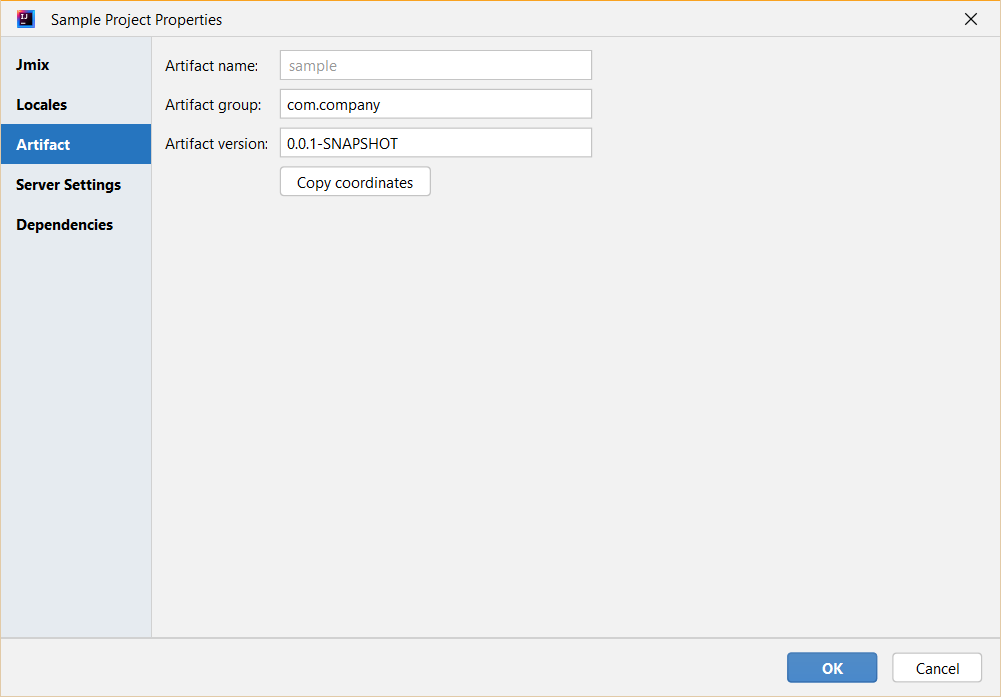 Sample Project Properties
Jmix
Locales
Artifact
Server Settings
Dependencies
Artifact name: sample
Artifact group: com.company
Artifact version: 0.0.1-SNAPSHOT
Copy coordinates
OK Cancel